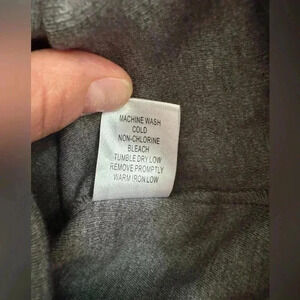 MACHINE WASH
COLD
NON-CHLORINE
BLEACH
TUMBLE DRY LOW
REMOVE PROMPTLY
WARM IRON LOW